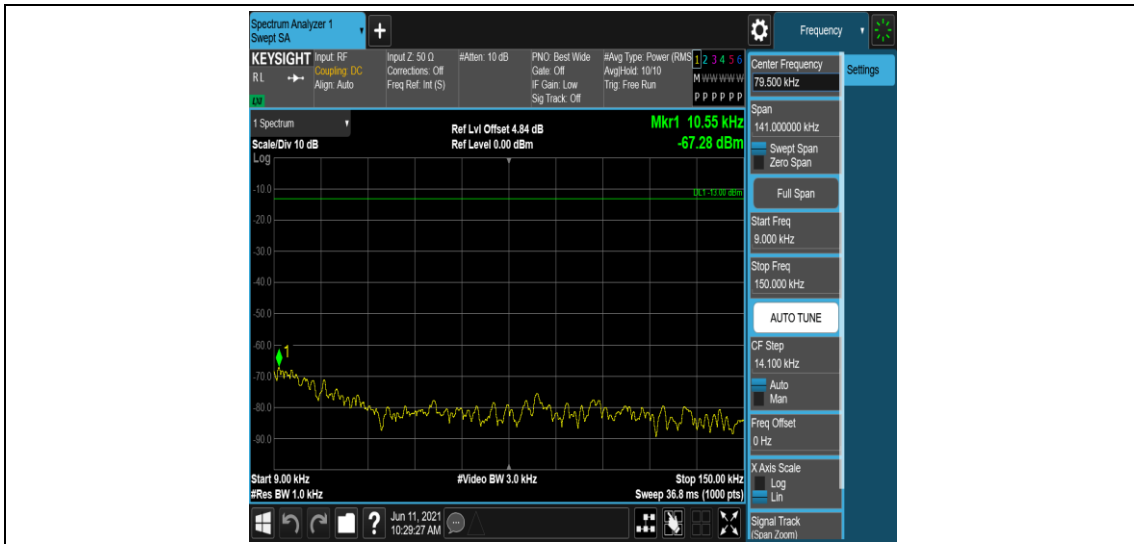 Spectrum Analyzer 1
Swept SA
+
Frequency
KEYSIGHT
RL
Input: RF
Coupling: DC
Align: Auto
Input Z: 50 Ω
Corrections: Off
Freq Ref: Int (S)
#Atten: 10 dB
PNO: Best Wide
Gate: Off
IF Gain: Low
Sig Track: Off
#Avg Type: Power (RMS
Avg|Hold: 10/10
Trig: Free Run
1 2 3 4 5 6
M W W W W W
P P P P P P
1 Spectrum
Scale/Div 10 dB
Log
Ref Lvl Offset 4.84 dB
Ref Level 0.00 dBm
Mkr1 10.55 kHz
-67.28 dBm
DL1 -13.00 dBm
-10.0
-20.0
-30.0
-40.0
-50.0
-60.0
-70.0
-80.0
-90.0
1
Start 9.00 kHz
#Res BW 1.0 kHz
#Video BW 3.0 kHz
Stop 150.00 kHz
Sweep 36.8 ms (1000 pts)
Jun 11, 2021
10:29:27 AM
?
Center Frequency
79.500 kHz
Settings
Span
141.000000 kHz
Swept Span
Zero Span
Full Span
Start Freq
9.000 kHz
Stop Freq
150.000 kHz
AUTO TUNE
CF Step
14.100 kHz
Auto
Man
Freq Offset
0 Hz
X Axis Scale
Log
Lin
Signal Track
(Span Zoom)